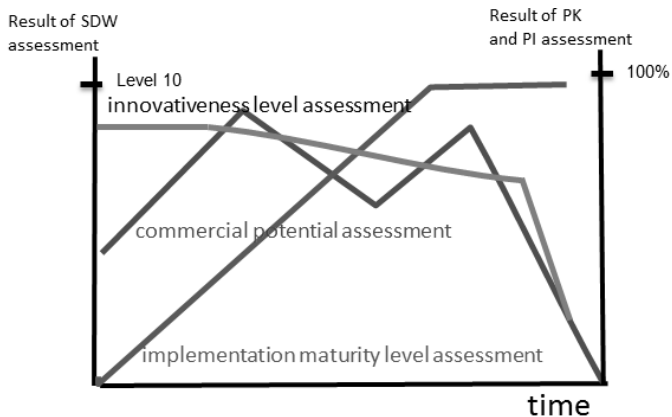 Result of SDW
assessment
Result of PK
and PI assessment
Level 10
100%
innovativeness level assessment
commercial potential assessment
implementation maturity level assessment
time